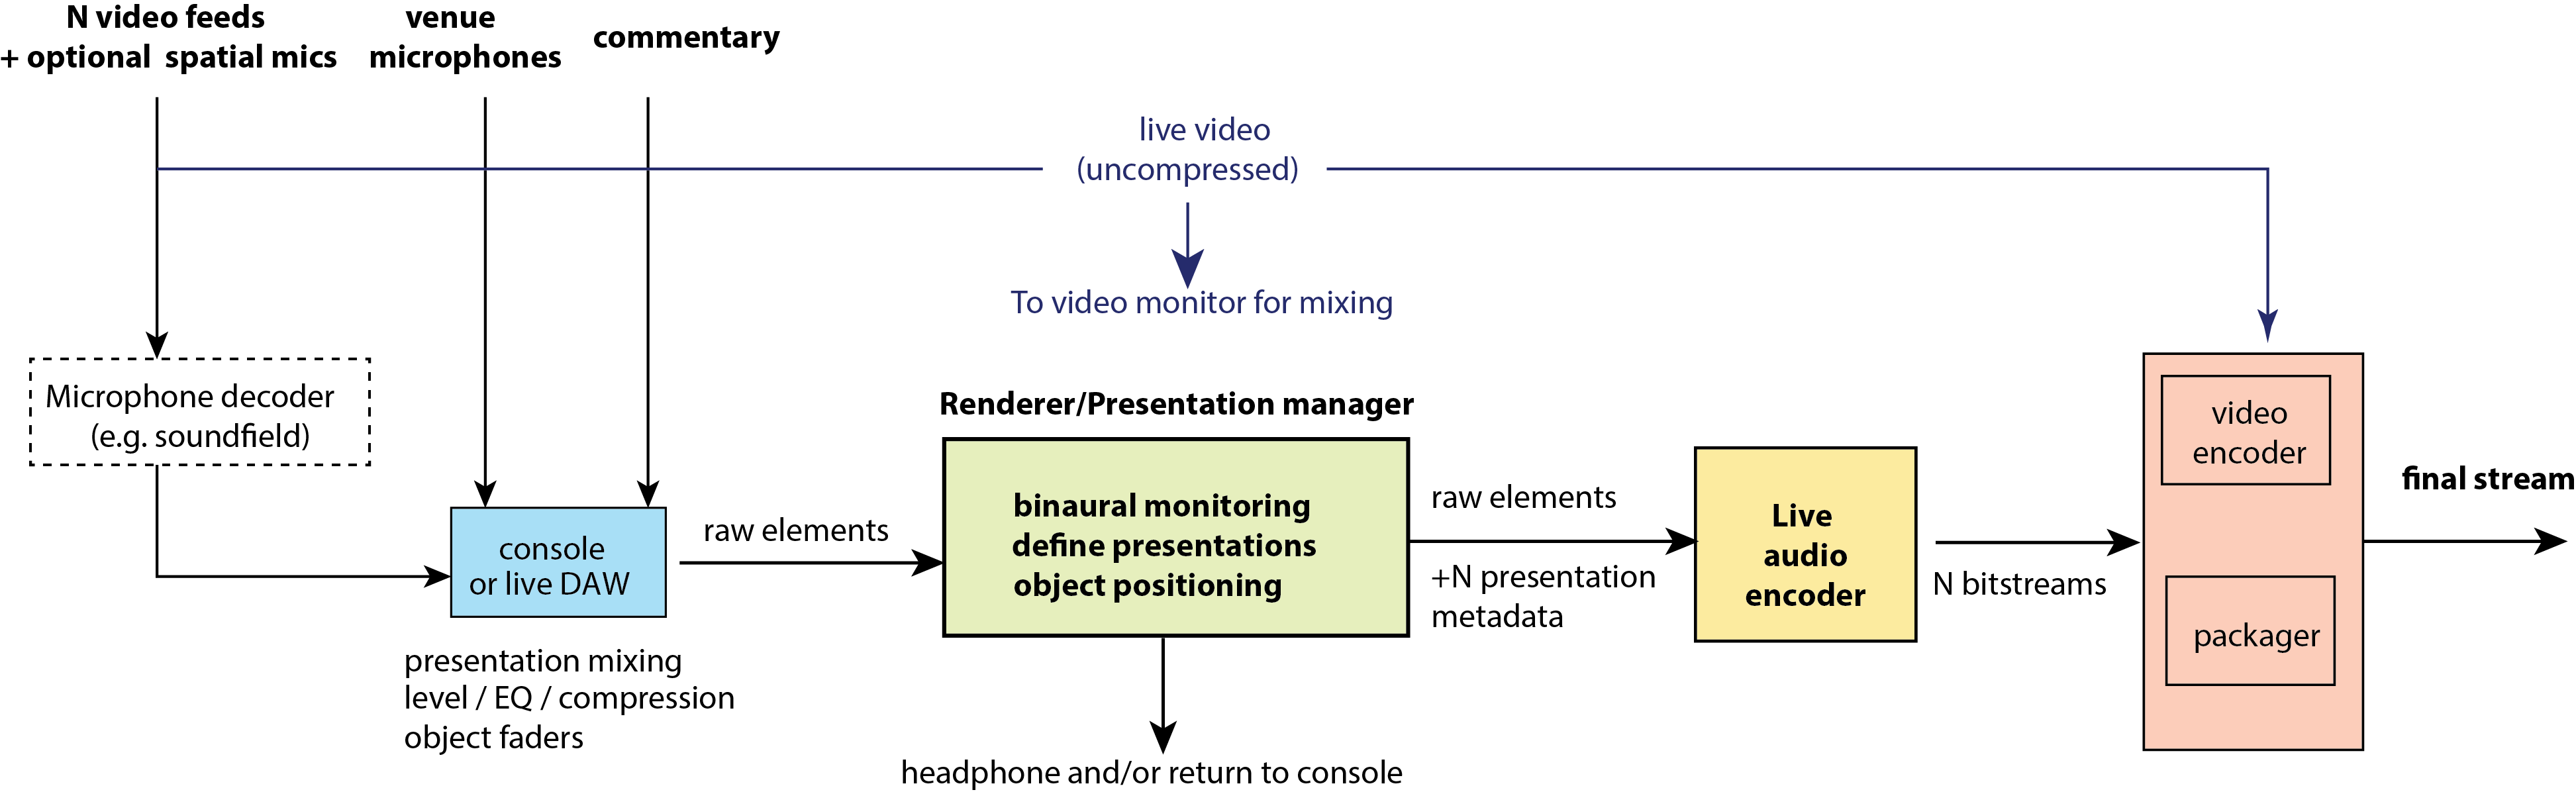 N video feeds
+ optional spatial mics
venue
microphones
commentary
live video
(uncompressed)
To video monitor for mixing
Microphone decoder
(e.g. soundfield)
console
or live DAW
presentation mixing
level / EQ / compression
object faders
raw elements
Renderer/Presentation manager
binaural monitoring
define presentations
object positioning
headphone and/or return to console
raw elements
+N presentation
metadata
Live
audio
encoder
N bitstreams
video
encoder
packager
final stream